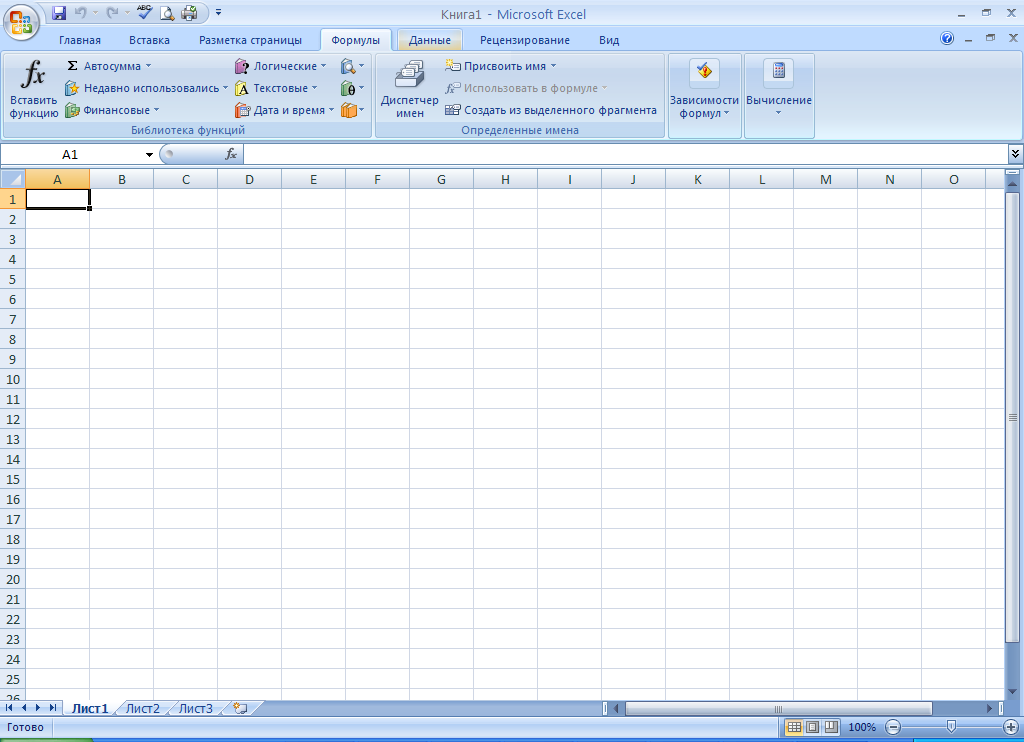 Книга1 - Microsoft Excel
Главная Вставка Разметка страницы Формулы Данные Рецензирование Вид
Вставить функцию
Σ Автосумма
Недавно использовались
Финансовые
Логические
Текстовые
Дата и время
Библиотека функций
Диспетчер имен
Присвоить имя
Использовать в формуле
Создать из выделенного фрагмента
Определенные имена
Зависимости формул
Вычисление
A1 fx
A B C D E F G H I J K L M N O
1
2
3
4
5
6
7
8
9
10
11
12
13
14
15
16
17
18
19
20
21
22
23
24
25
26
Лист1 Лист2 Лист3
Готово 100%